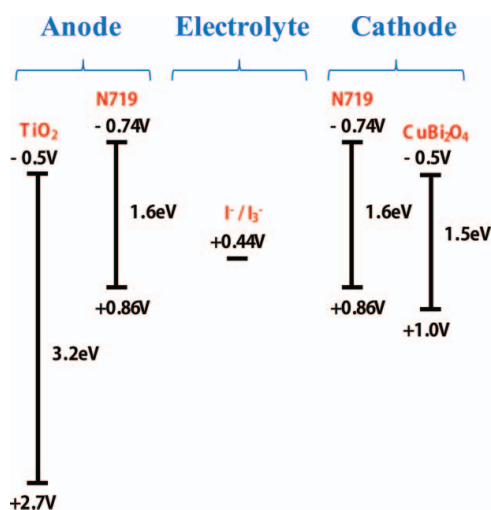 Anode Electrolyte Cathode
N719 N719
TiO₂ - 0.74V - 0.74V CuBi₂O₄
- 0.5V - 0.5V
1.6eV I⁻ / I₃⁻ 1.6eV 1.5eV
+0.44V
+0.86V +0.86V
+1.0V
3.2eV
+2.7V